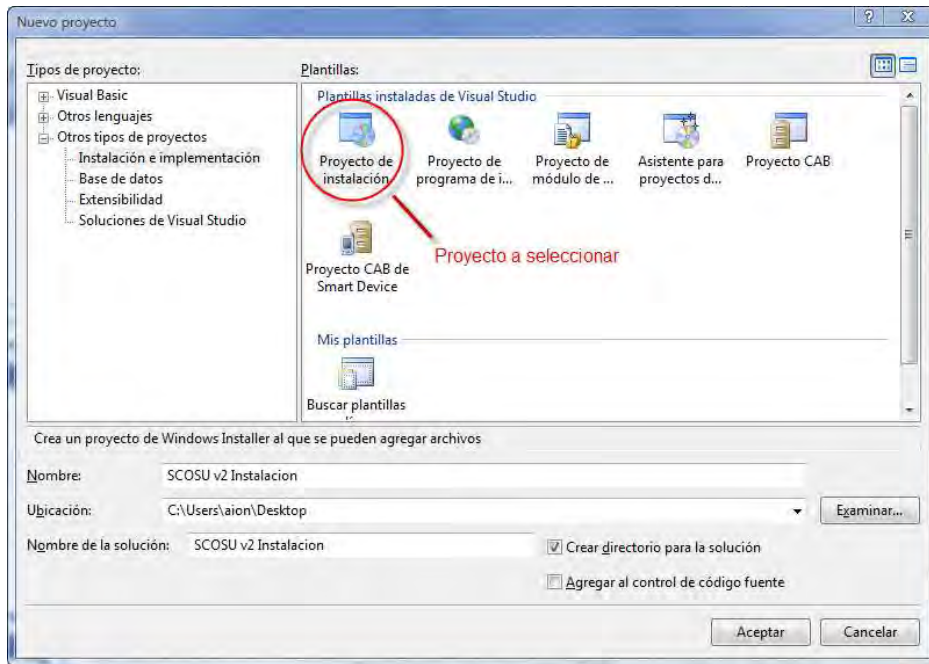 Nuevo proyecto
Tipos de proyecto:
Plantillas:
Visual Basic
Otros lenguajes
Otros tipos de proyectos
Instalación e implementación
Base de datos
Extensibilidad
Soluciones de Visual Studio
Plantillas instaladas de Visual Studio
Proyecto de
instalación
Proyecto de
programa de i...
Proyecto de
módulo de ...
Asistente para
proyectos d...
Proyecto CAB
Proyecto CAB de
Smart Device
Proyecto a seleccionar
Mis plantillas
Buscar plantillas
Crea un proyecto de Windows Installer al que se pueden agregar archivos
Nombre:
SCOSU v2 Instalacion
Ubicación:
C:\Users\aion\Desktop
Examinar...
Nombre de la solución:
SCOSU v2 Instalacion
Crear directorio para la solución
Agregar al control de código fuente
Aceptar
Cancelar